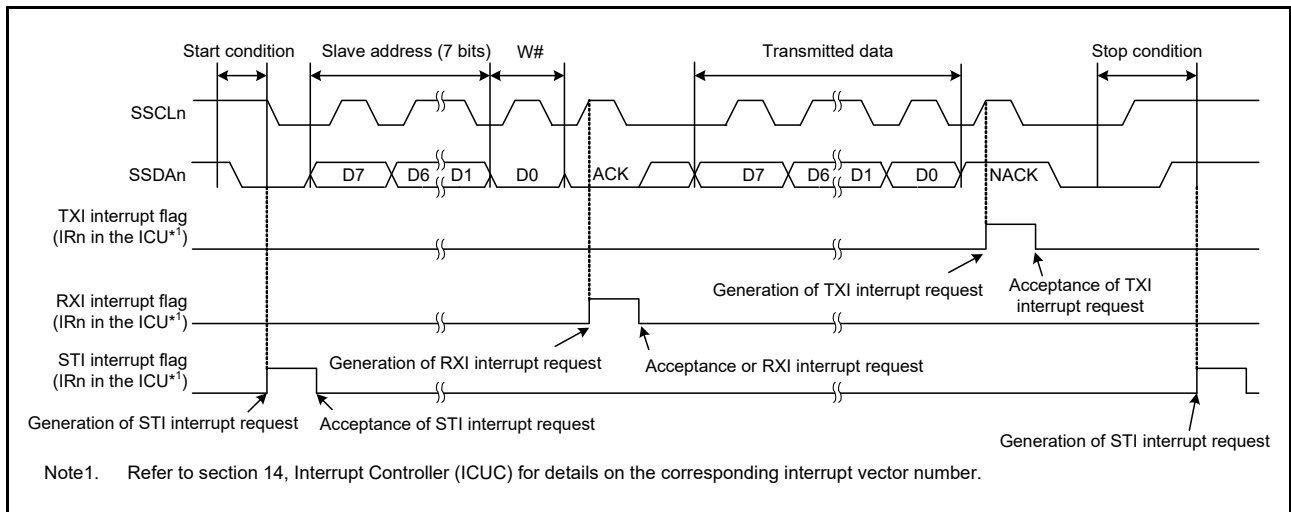 Start condition Slave address (7 bits) W# Transmitted data Stop condition
SSCLn
SSDAn D7 D6 D1 D0 ACK D7 D6 D1 D0 NACK
TXI interrupt flag
(IRn in the ICU*1)
Generation of TXI interrupt request
Acceptance of TXI
interrupt request
RXI interrupt flag
(IRn in the ICU*1)
Generation of RXI interrupt request
Acceptance or RXI interrupt request
STI interrupt flag
(IRn in the ICU*1)
Generation of STI interrupt request
Acceptance of STI interrupt request
Generation of STI interrupt request
Note1. Refer to section 14, Interrupt Controller (ICUC) for details on the corresponding interrupt vector number.